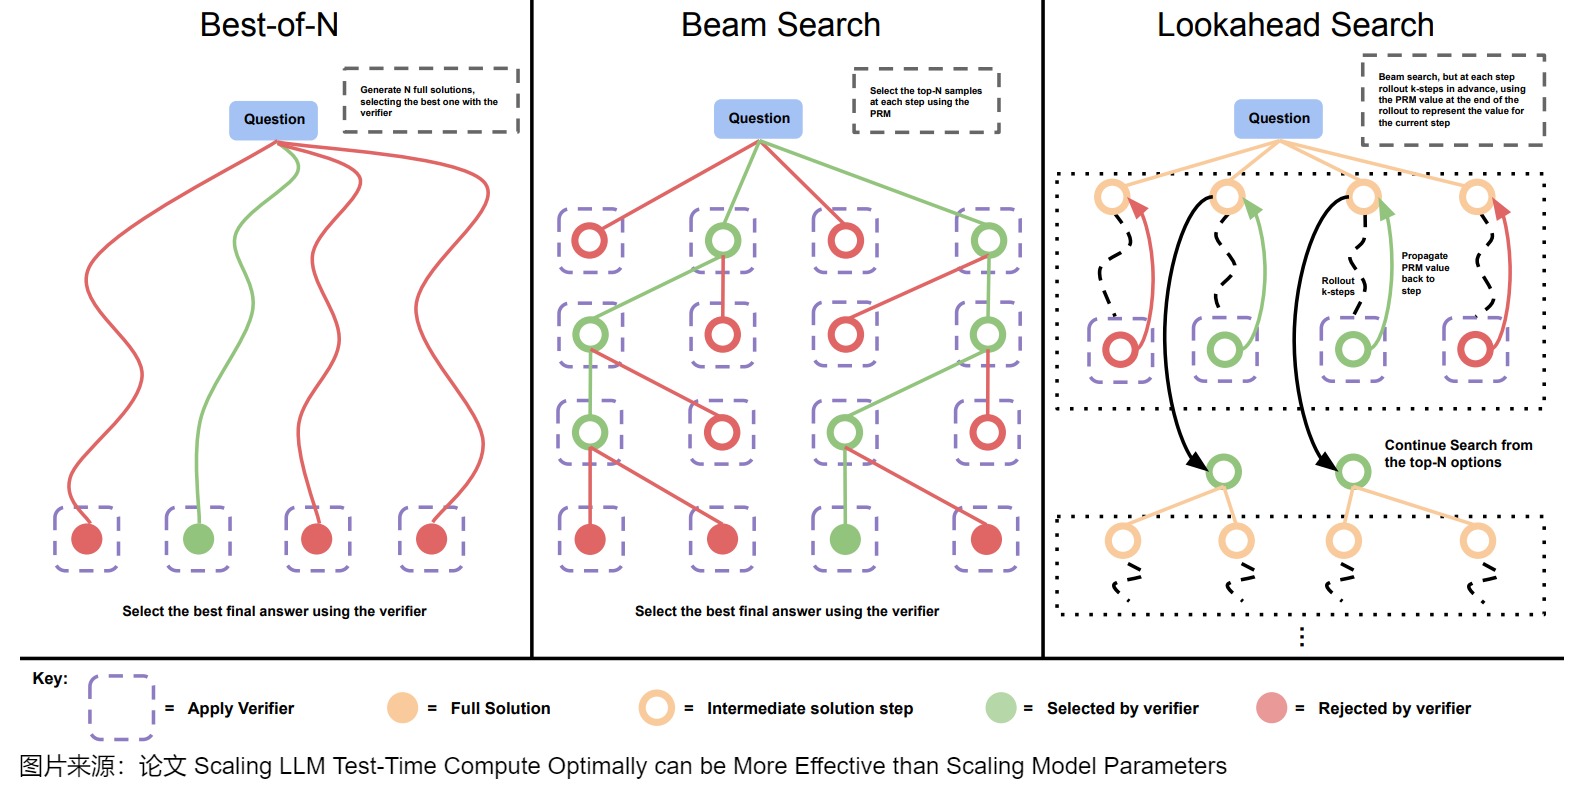 Best-of-N
Generate N full solutions,
selecting the best one with the
verifier
Question
Select the best final answer using the verifier
Beam Search
Select the top-N samples
at each step using the
PRM
Question
Select the best final answer using the verifier
Lookahead Search
Beam search, but at each step
rollout k-steps in advance, using
the PRM value at the end of the
rollout to represent the value for
the current step
Question
Rollout
k-steps
Propagate
PRM value
back to
step
Continue Search from
the top-N options
Key:
= Apply Verifier
= Full Solution
= Intermediate solution step
= Selected by verifier
= Rejected by verifier
图片来源：论文 Scaling LLM Test-Time Compute Optimally can be More Effective than Scaling Model Parameters